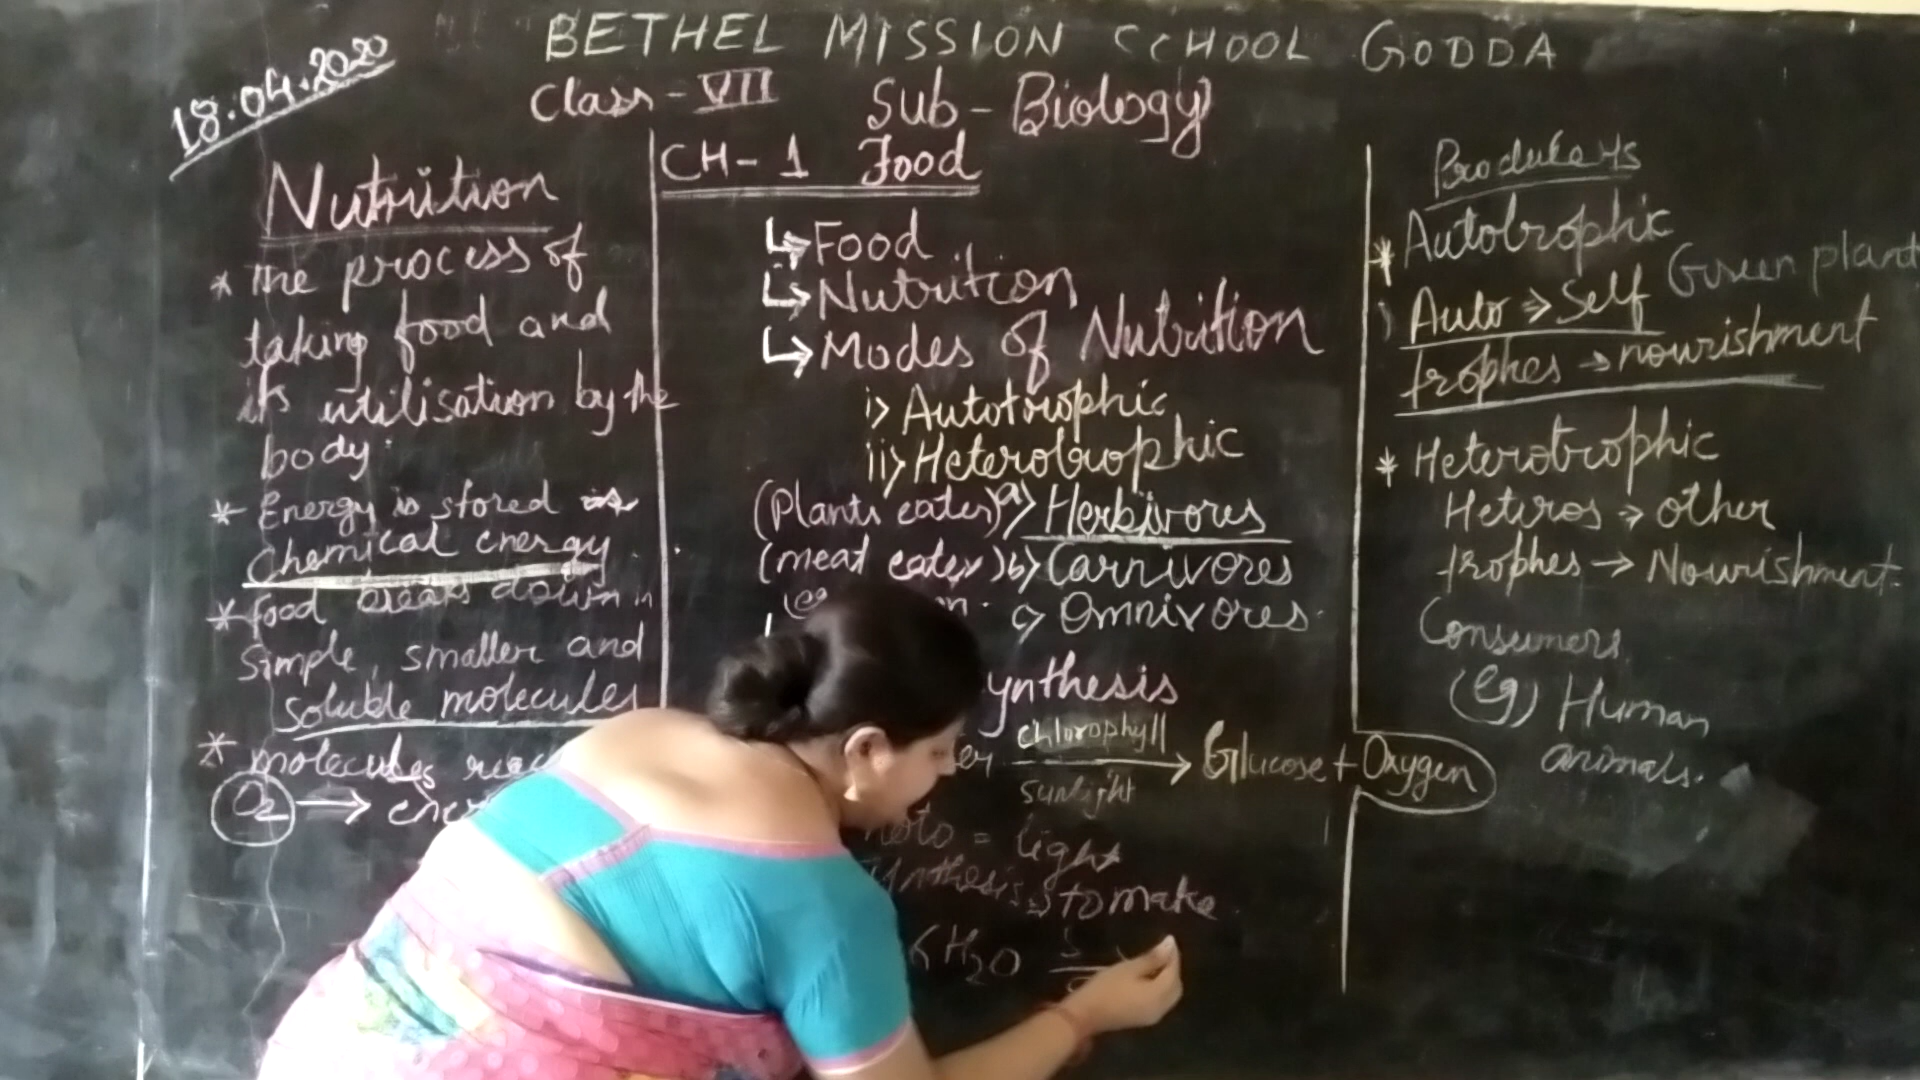 BETHEL MISSION SCHOOL GODDA
18.04.2020
Class - VII Sub - Biology
Nutrition
* The process of
taking food and
its utilisation by the
body.
* Energy is stored
Chemical energy.
* food breaks down in
simple, smaller and
soluble molecules
* molecules
O2 →
CH - 1 Food
↳ Food
↳ Nutrition
↳ Modes of Nutrition
i> Autotrophic
ii> Heterotrophic
(Plants eater) a> Herbivores
(meat eater) b> Carnivores
c> Omnivores.
ynthesis
chlorophyll
→ Glucose + Oxygen
sunlight
= light
ynthesis → to make
H2O
Producers
* Autotrophic
Green plant
Auto → Self
trophes → nourishment
* Heterotrophic
Heteros → other
trophes → Nourishment.
Consumers
(eg) Human
animals.